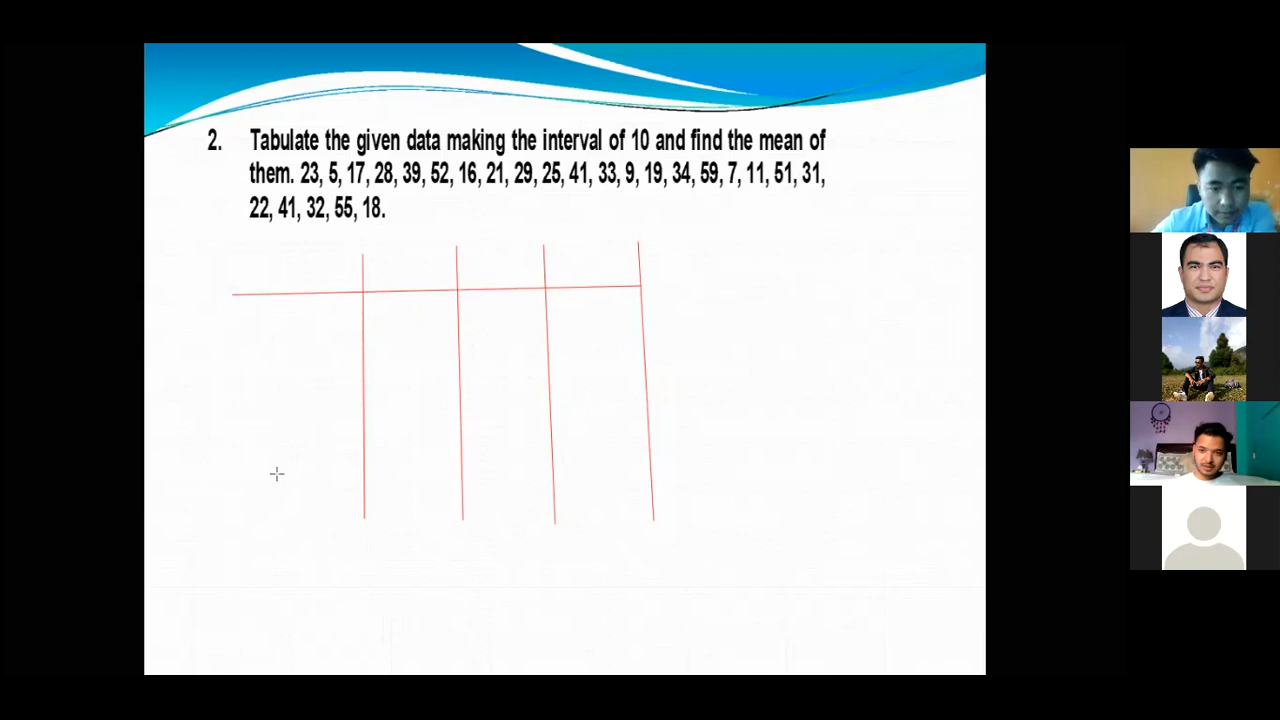 2. Tabulate the given data making the interval of 10 and find the mean of
them. 23, 5, 17, 28, 39, 52, 16, 21, 29, 25, 41, 33, 9, 19, 34, 59, 7, 11, 51, 31,
22, 41, 32, 55, 18.